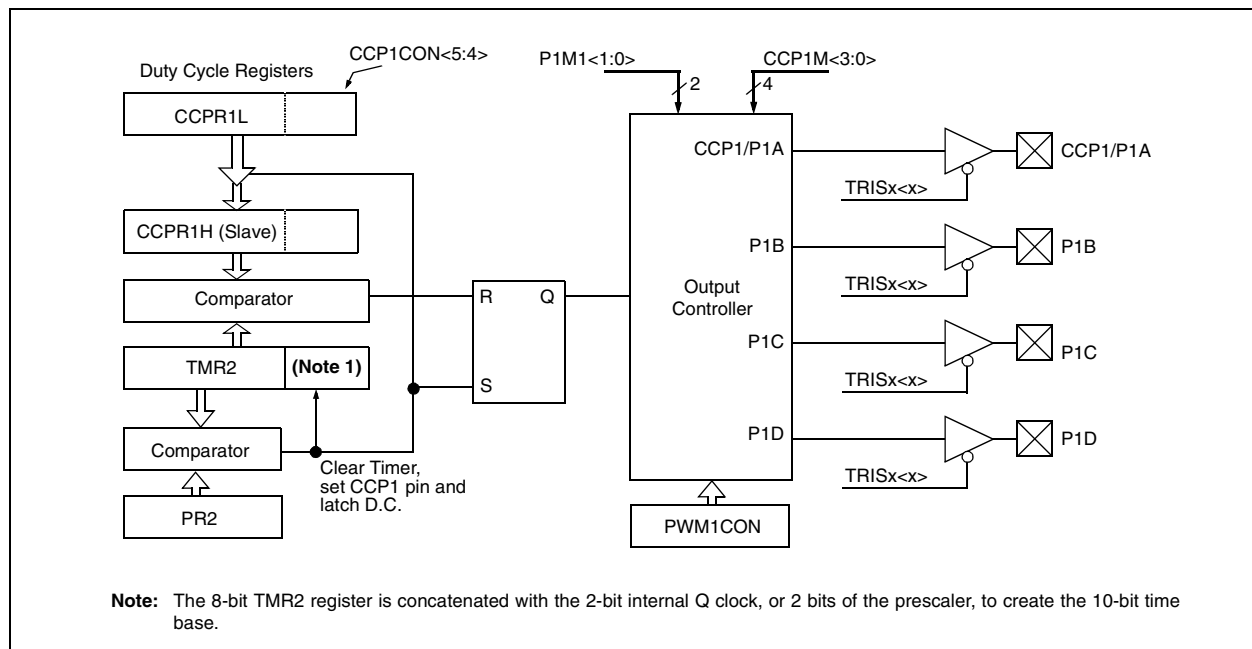 CCP1CON<5:4>
Duty Cycle Registers
CCPR1L
CCPR1H (Slave)
Comparator
TMR2
(Note 1)
Comparator
PR2
Clear Timer,
set CCP1 pin and
latch D.C.
R
Q
S
P1M1<1:0>
2
CCP1M<3:0>
4
Output
Controller
CCP1/P1A
P1B
P1C
P1D
PWM1CON
TRISx<x>
CCP1/P1A
TRISx<x>
P1B
TRISx<x>
P1C
TRISx<x>
P1D
Note: The 8-bit TMR2 register is concatenated with the 2-bit internal Q clock, or 2 bits of the prescaler, to create the 10-bit time
base.